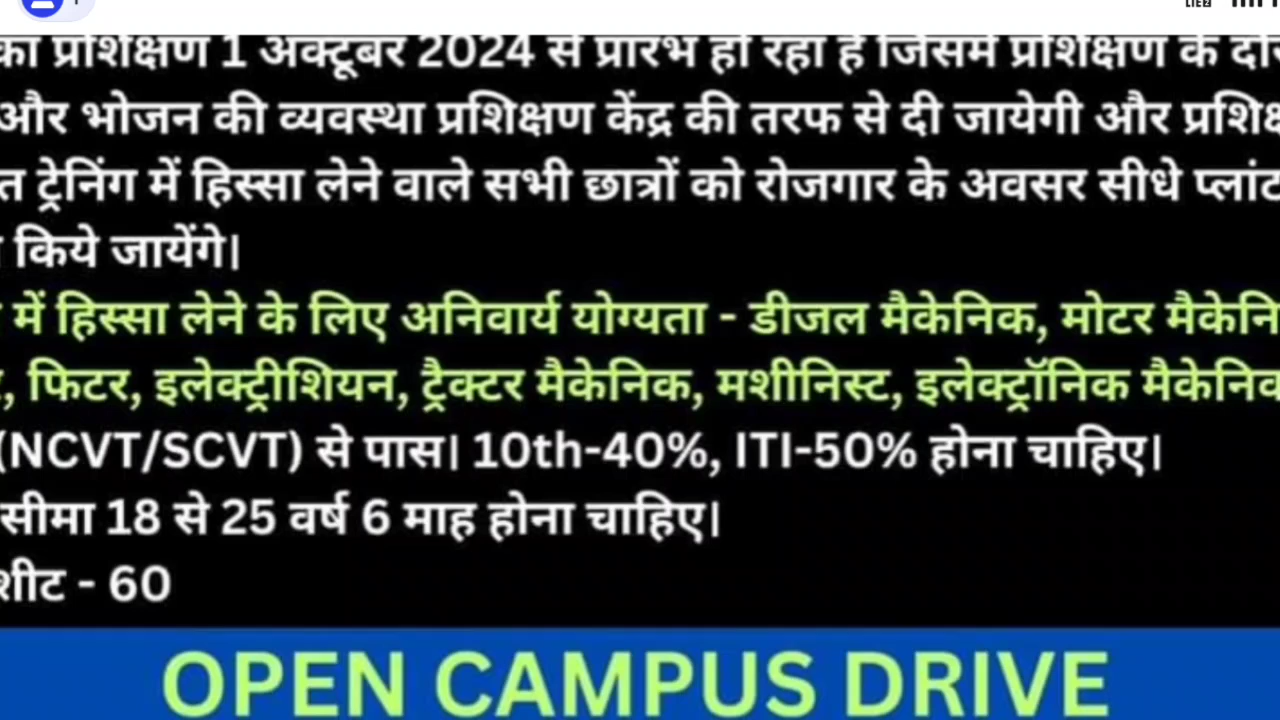 का प्रशिक्षण 1 अक्टूबर 2024 से प्रारंभ हो रहा है जिसमें प्रशिक्षण के
और भोजन की व्यवस्था प्रशिक्षण केंद्र की तरफ से दी जायेगी और
ट्रेनिंग में हिस्सा लेने वाले सभी छात्रों को रोजगार के अवसर सीधे प्लांट
किये जायेंगे।
में हिस्सा लेने के लिए अनिवार्य योग्यता - डीजल मैकेनिक, मोटर
, फिटर, इलेक्ट्रीशियन, ट्रैक्टर मैकेनिक, मशीनिस्ट, इलेक्ट्रॉनिक मैकेनिक
(NCVT/SCVT) से पास। 10th-40%, ITI-50% होना चाहिए।
सीमा 18 से 25 वर्ष 6 माह होना चाहिए।
शीट - 60
OPEN CAMPUS DRIVE